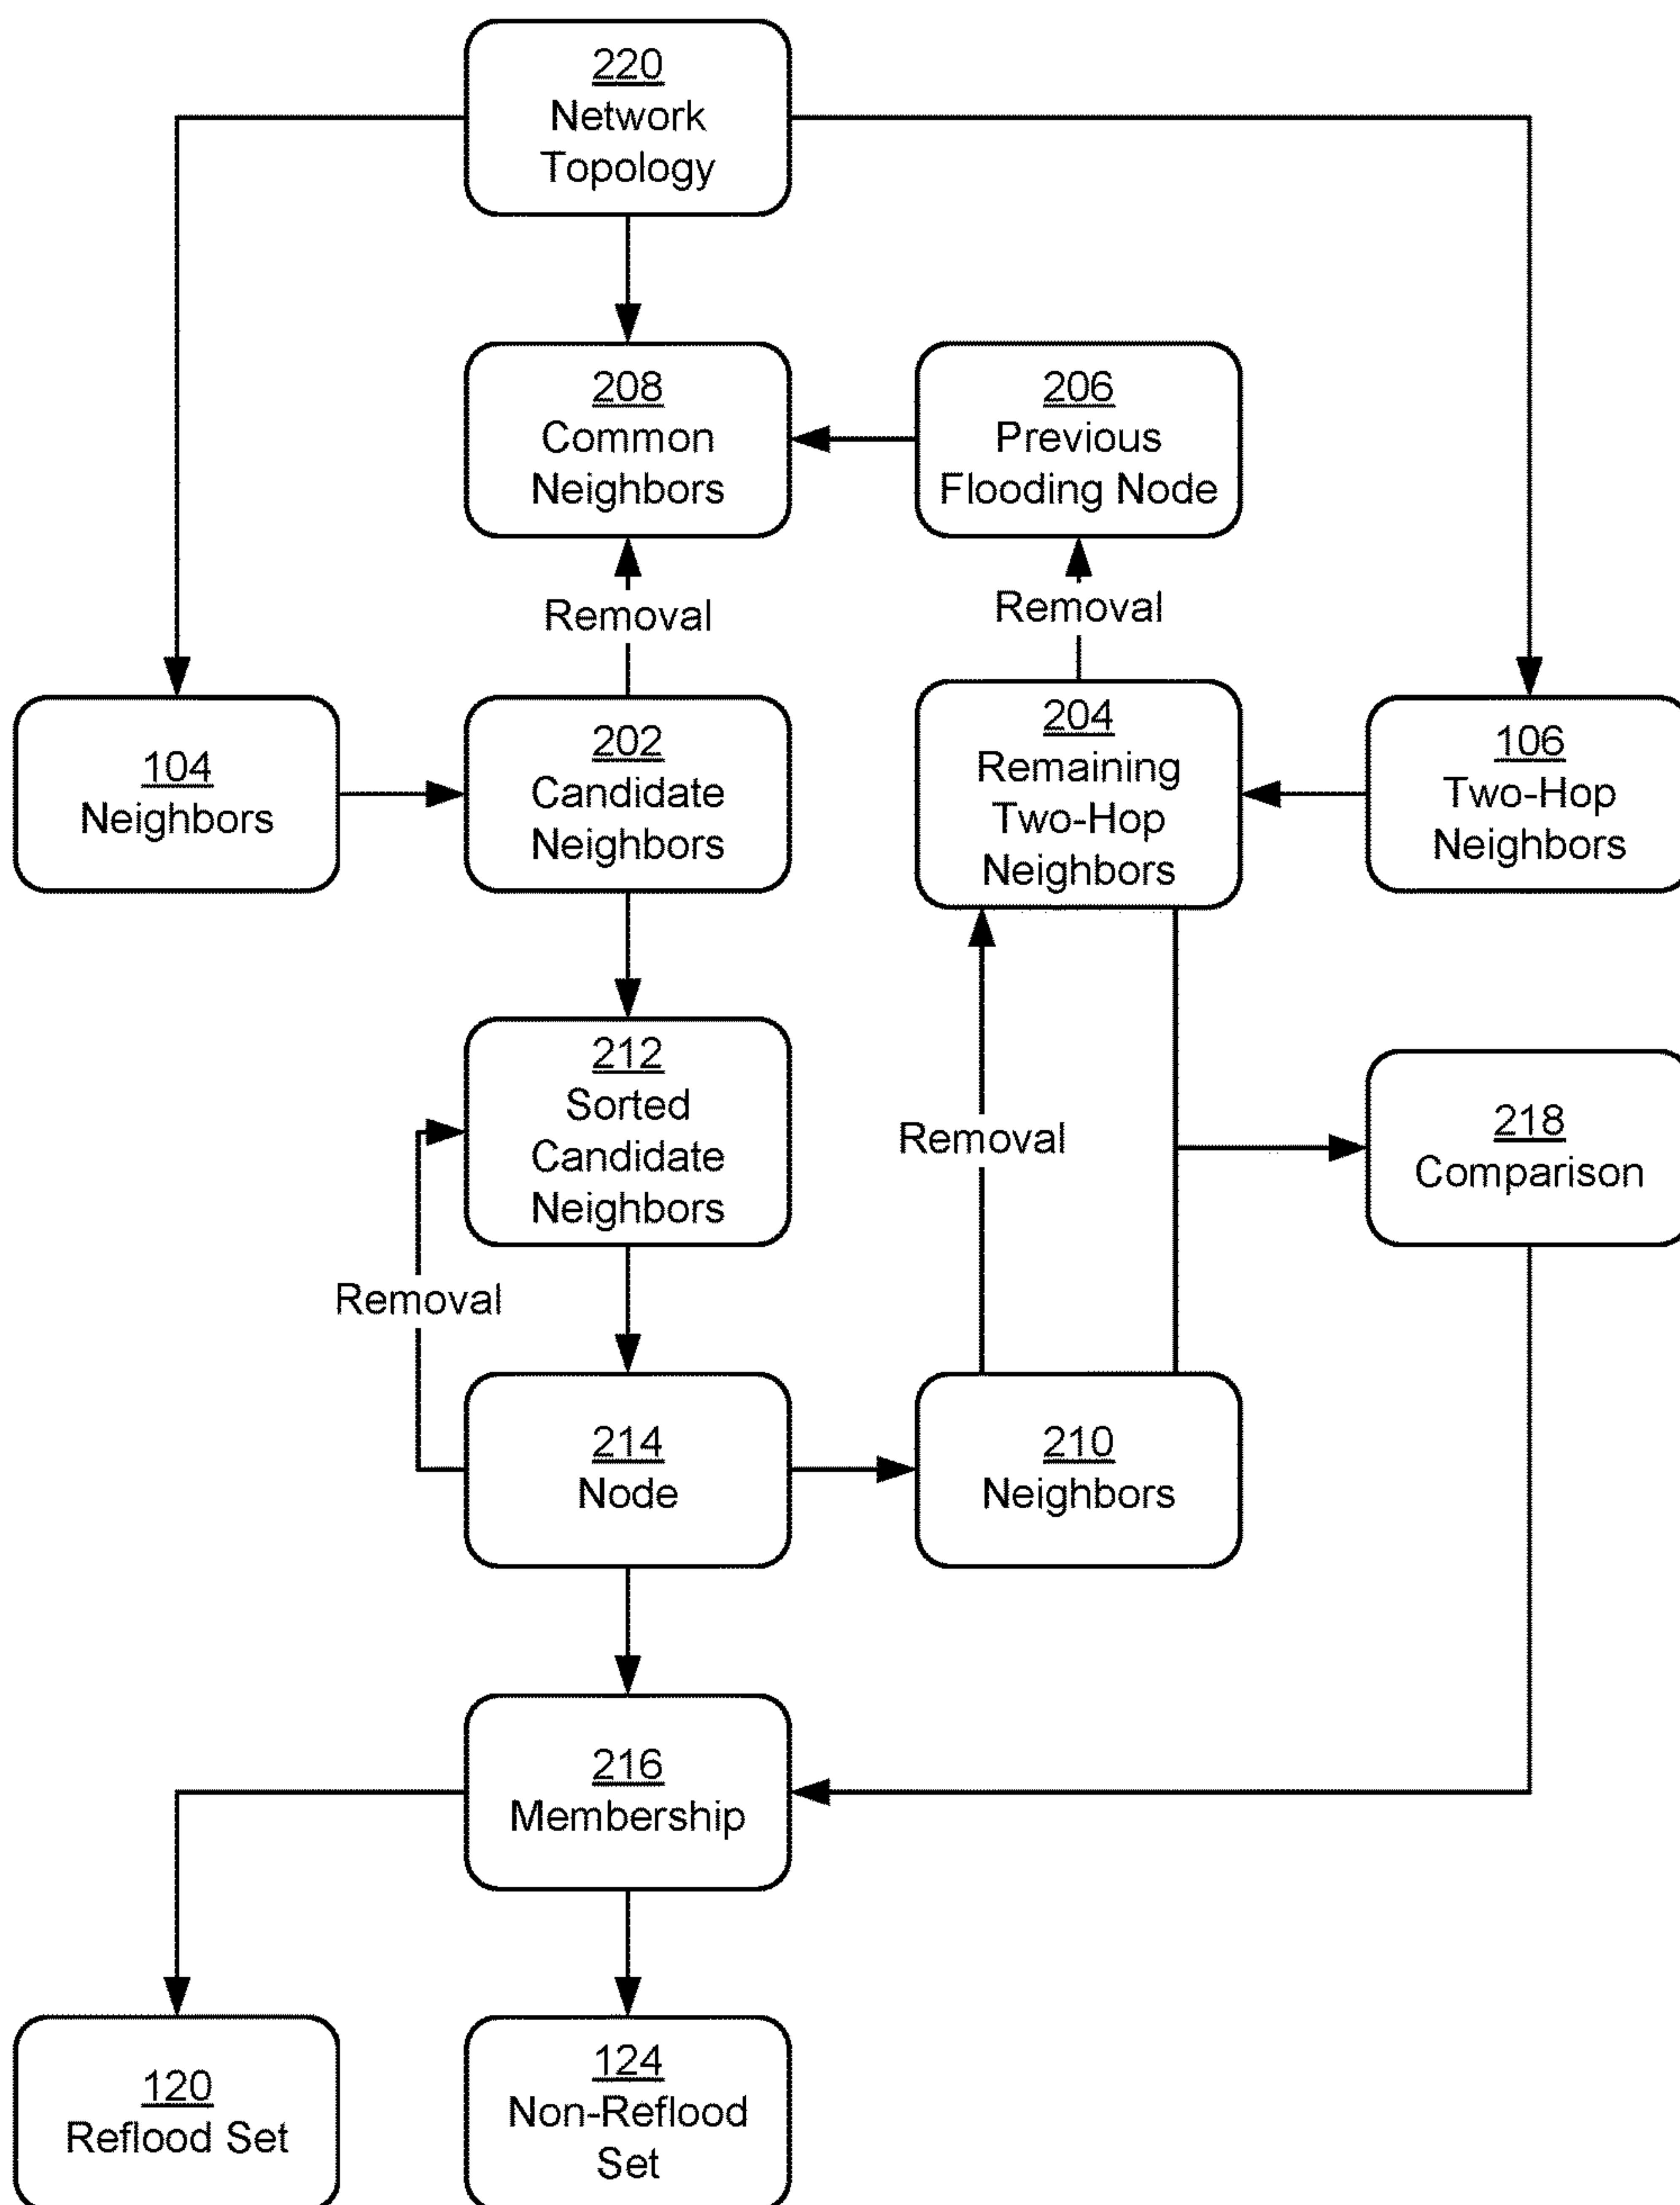 220
Network
Topology
208
Common
Neighbors
206
Previous
Flooding Node
Removal
Removal
104
Neighbors
202
Candidate
Neighbors
204
Remaining
Two-Hop
Neighbors
106
Two-Hop
Neighbors
212
Sorted
Candidate
Neighbors
Removal
218
Comparison
Removal
214
Node
210
Neighbors
216
Membership
120
Reflood Set
124
Non-Reflood
Set